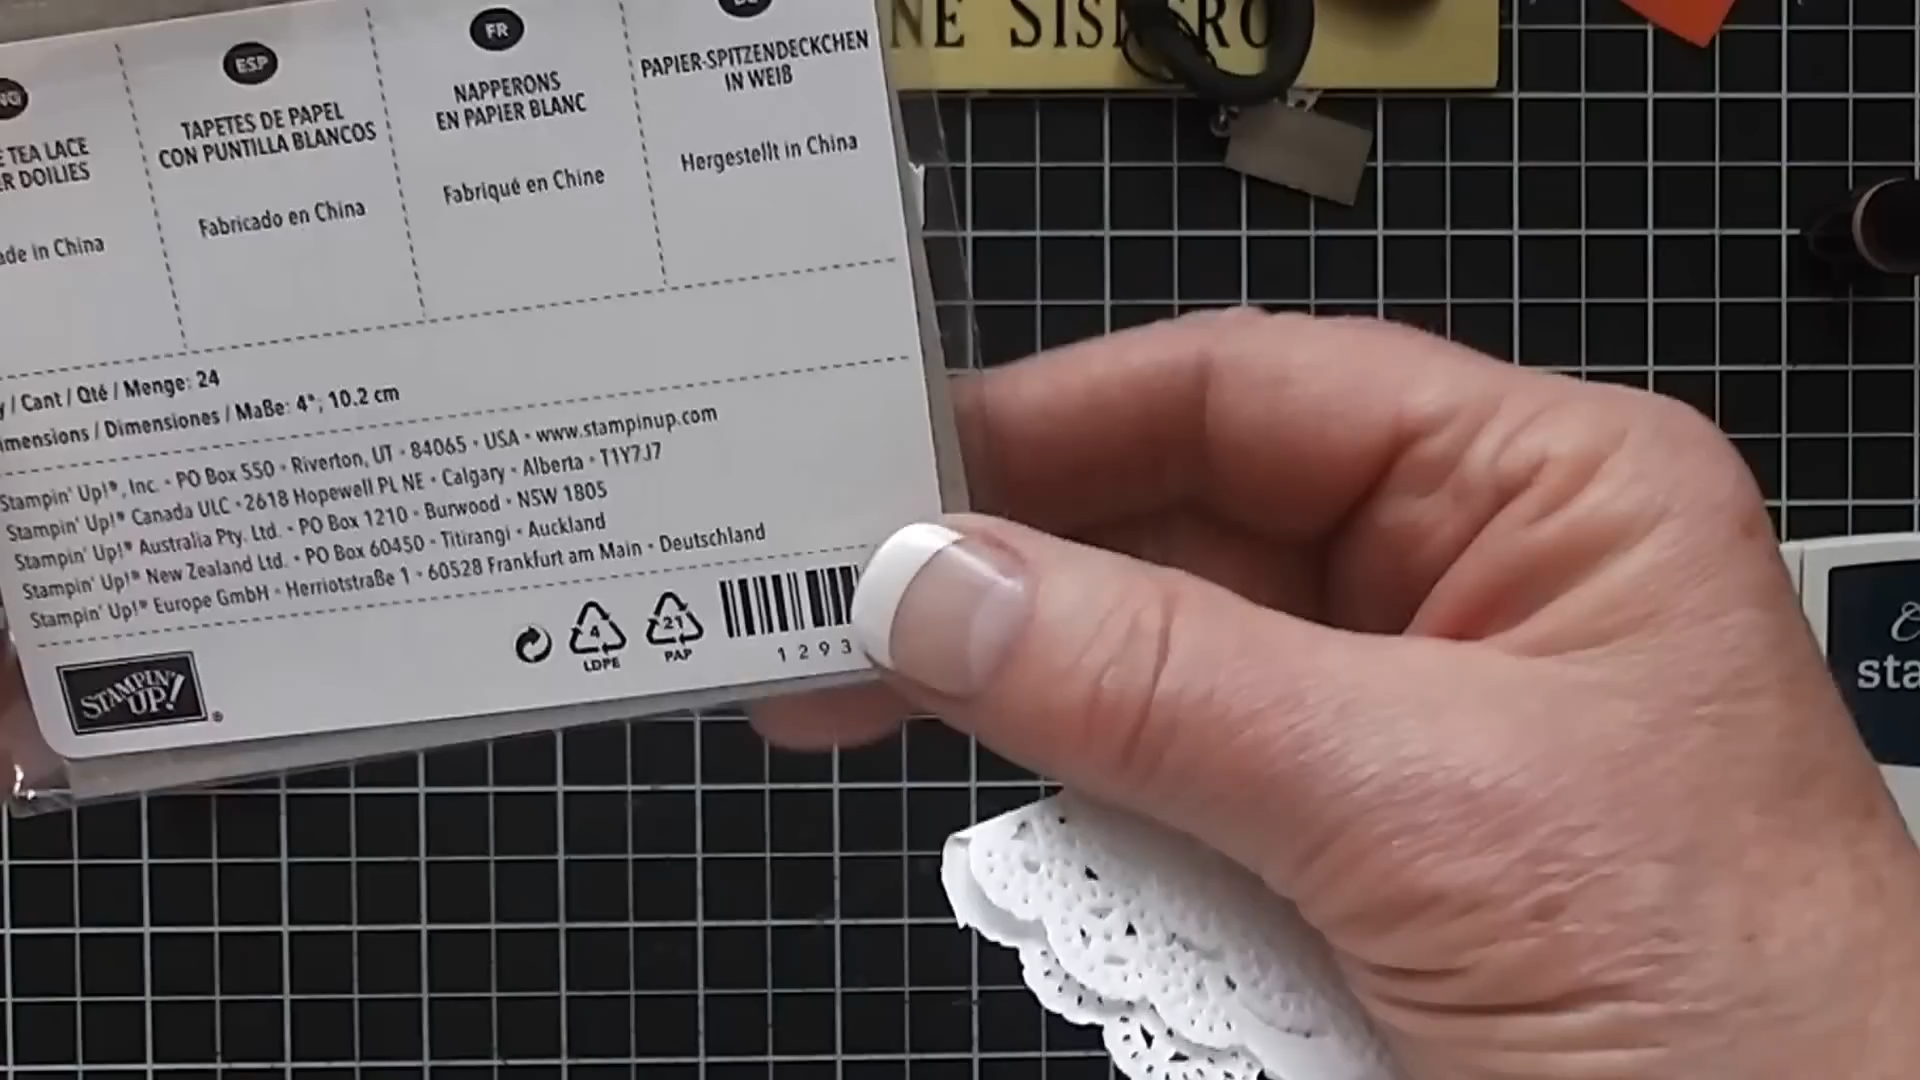 NE SIS RO
NG
E TEA LACE
R DOILIES
ade in China
ESP
TAPETES DE PAPEL
CON PUNTILLA BLANCOS
Fabricado en China
FR
NAPPERONS
EN PAPIER BLANC
Fabriqué en Chine
DE
PAPIER-SPITZENDECKCHEN
IN WEIß
Hergestellt in China
y / Cant / Qté / Menge: 24
imensions / Dimensiones / Maße: 4"; 10.2 cm
Stampin' Up!®, Inc. • PO Box 550 • Riverton, UT • 84065 • USA • www.stampinup.com
Stampin' Up!® Canada ULC • 2618 Hopewell PL NE • Calgary • Alberta • T1Y7J7
Stampin' Up!® Australia Pty. Ltd. • PO Box 1210 • Burwood • NSW 1805
Stampin' Up!® New Zealand Ltd. • PO Box 60450 • Titirangi • Auckland
Stampin' Up!® Europe GmbH • Herriotstraße 1 • 60528 Frankfurt am Main • Deutschland
4
LDPE
21
PAP
1293
STAMPIN'
UP!
®
sta